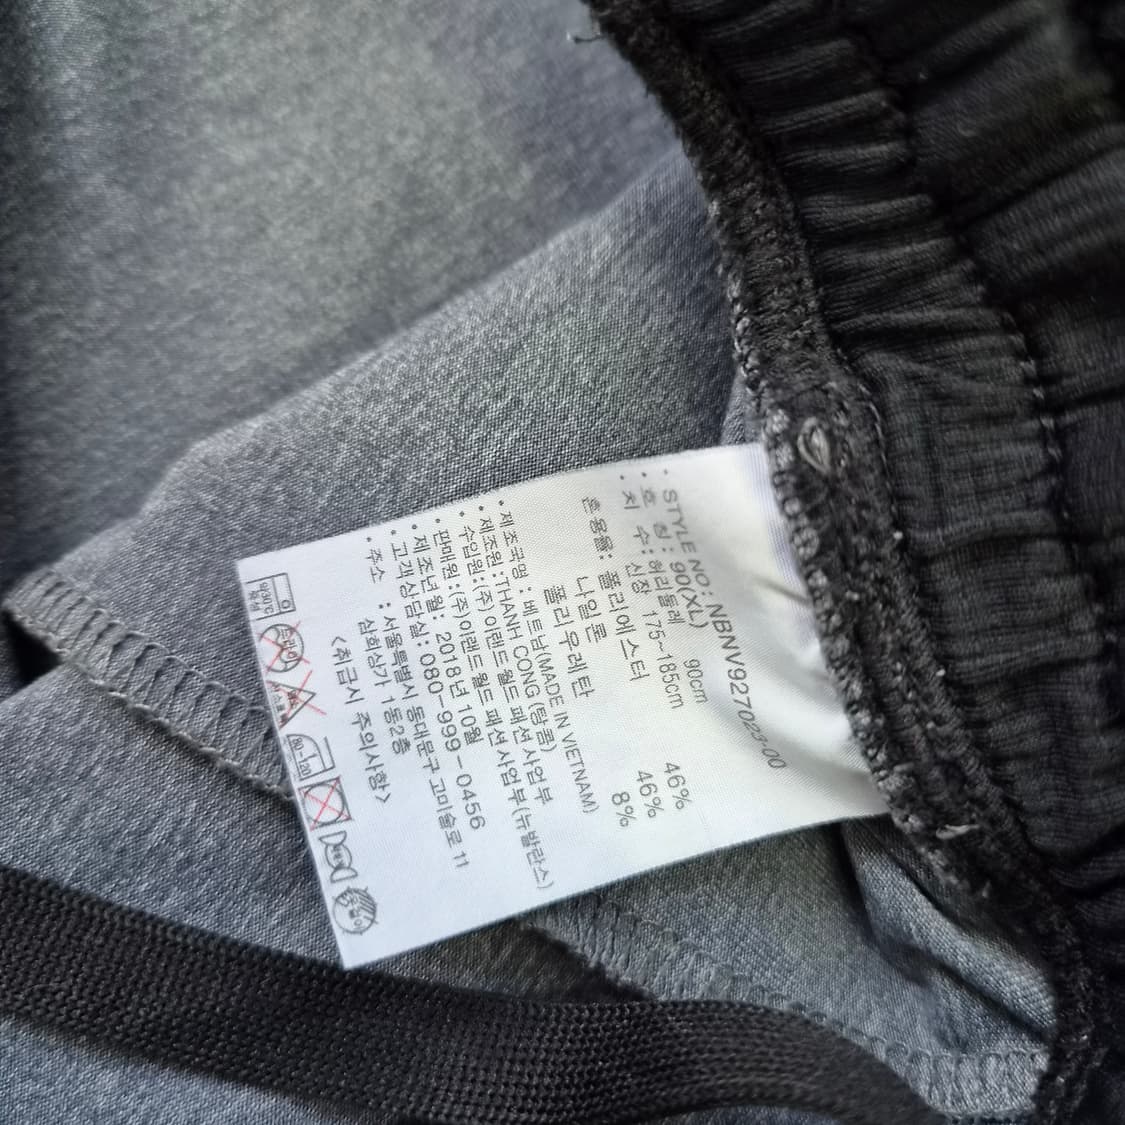 · STYLE NO: NBNV927023-00
· 호 칭: 90(XL)
· 치 수: 허리둘레 90cm
신장 175~185cm
혼용율: 폴리에스터 46%
나일론 46%
폴리우레탄 8%
· 제조국명 : 베트남(MADE IN VIETNAM)
· 제조원 :THANH CONG (탕콤) 사업부
· 수입원:(주)이랜드 월드 패션 사업부
· 판매원:(주)이랜드월드 패션사업부(뉴발란스)
· 제조년월: 2018년 10월
· 고객상담실: 080-999-0456
· 주소 : 서울특별시 동대문구 고미술로 11
삼희상가 1동2층
<취급시 주의사항>
80-120